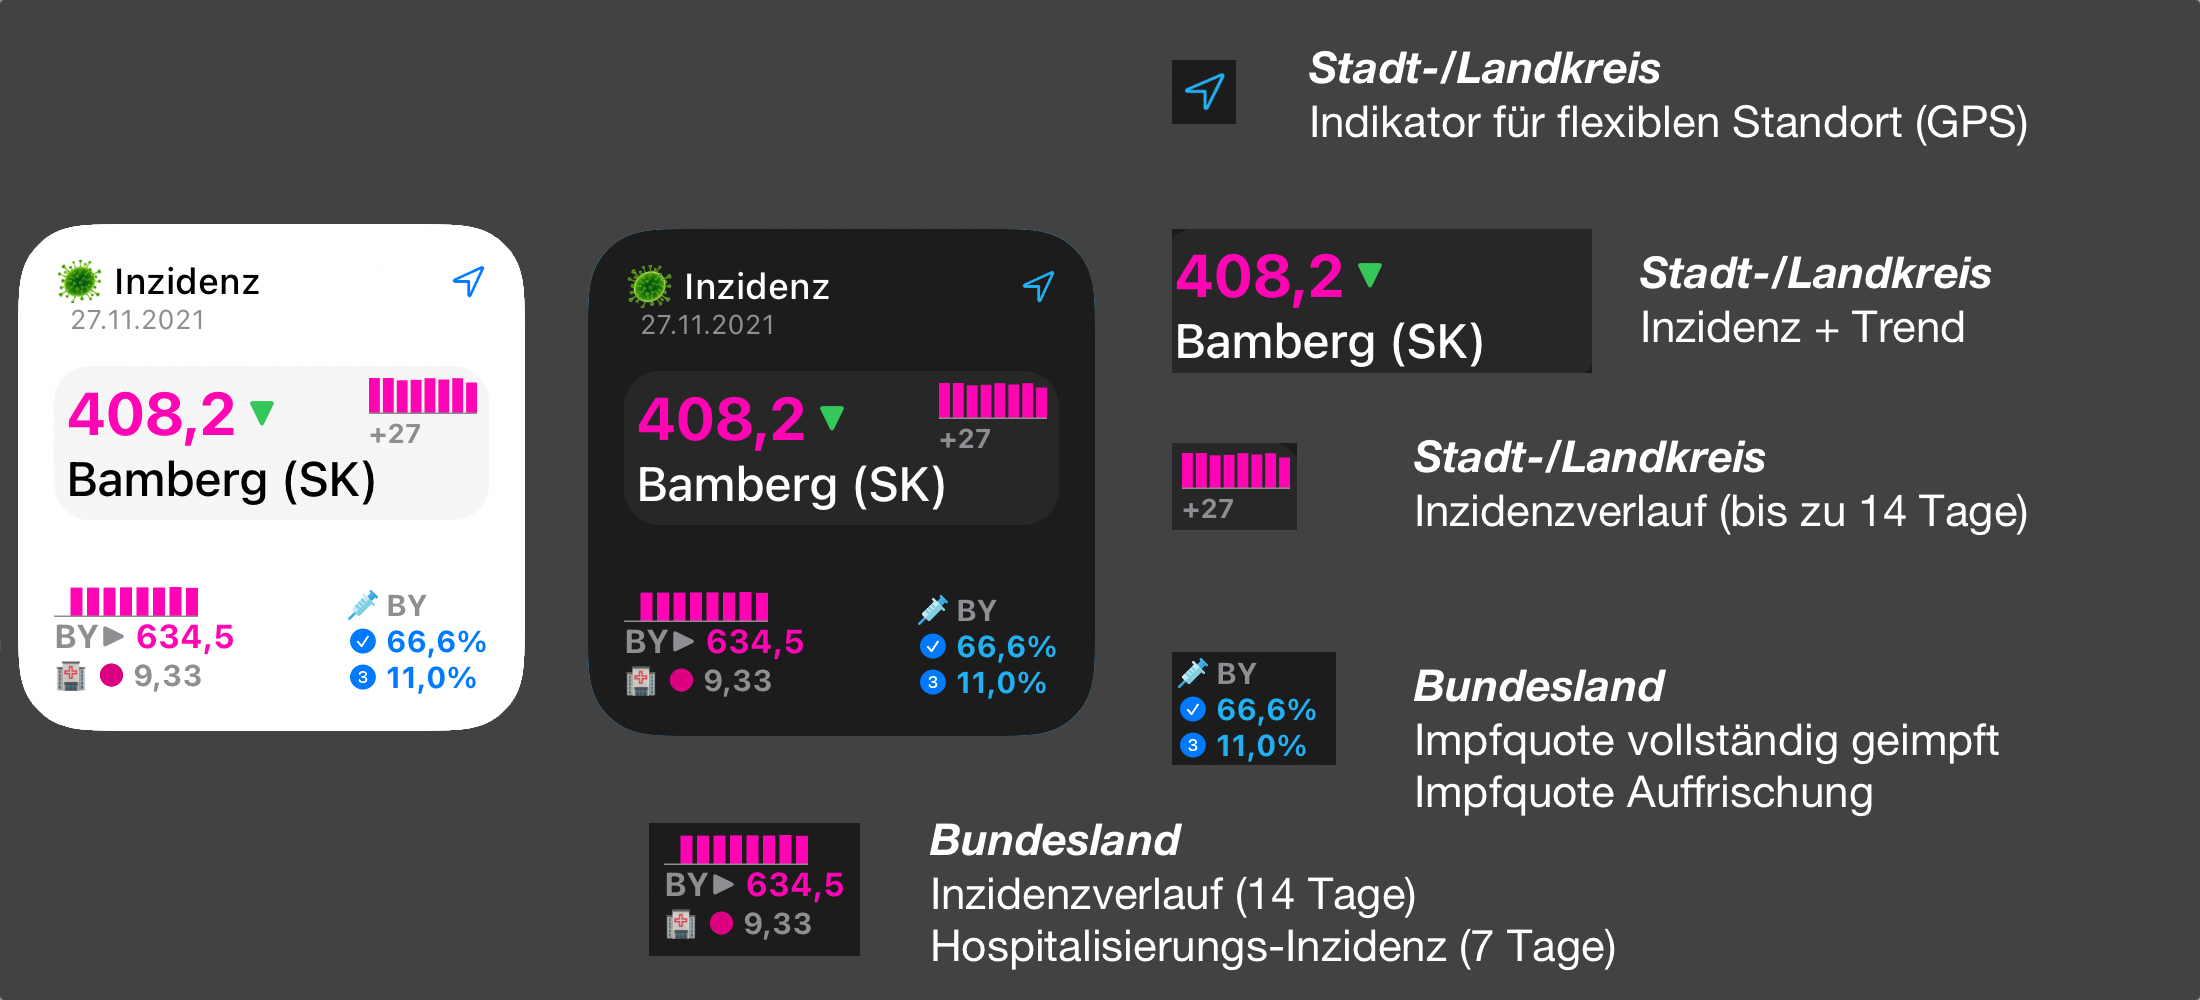 Inzidenz
27.11.2021
408,2
+27
Bamberg (SK)
BY 634,5
9,33
BY
66,6%
3 11,0%
Inzidenz
27.11.2021
408,2
+27
Bamberg (SK)
BY 634,5
9,33
BY
66,6%
3 11,0%
Stadt-/Landkreis
Indikator für flexiblen Standort (GPS)
408,2
Bamberg (SK)
Stadt-/Landkreis
Inzidenz + Trend
+27
Stadt-/Landkreis
Inzidenzverlauf (bis zu 14 Tage)
BY
66,6%
3 11,0%
Bundesland
Impfquote vollständig geimpft
Impfquote Auffrischung
BY 634,5
9,33
Bundesland
Inzidenzverlauf (14 Tage)
Hospitalisierungs-Inzidenz (7 Tage)